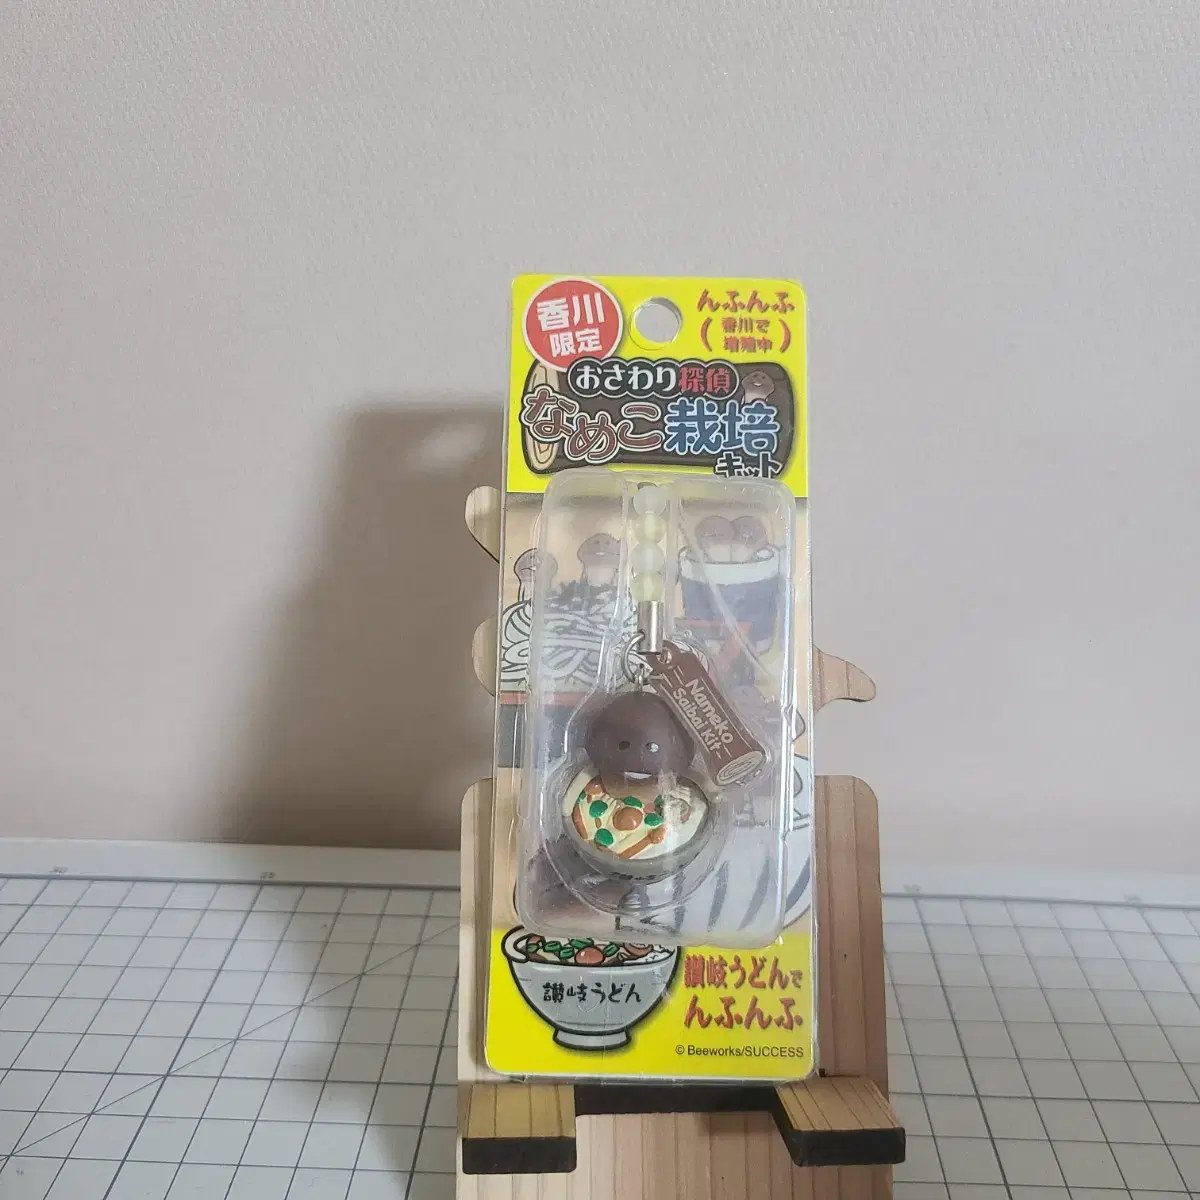 香川
限定
んふんふ
(香川で
増殖中)
おさわり探偵
なめこ栽培
キット
Nameko
Saibai Kit
讃岐うどん
讃岐うどんで
んふんふ
© Beeworks/SUCCESS